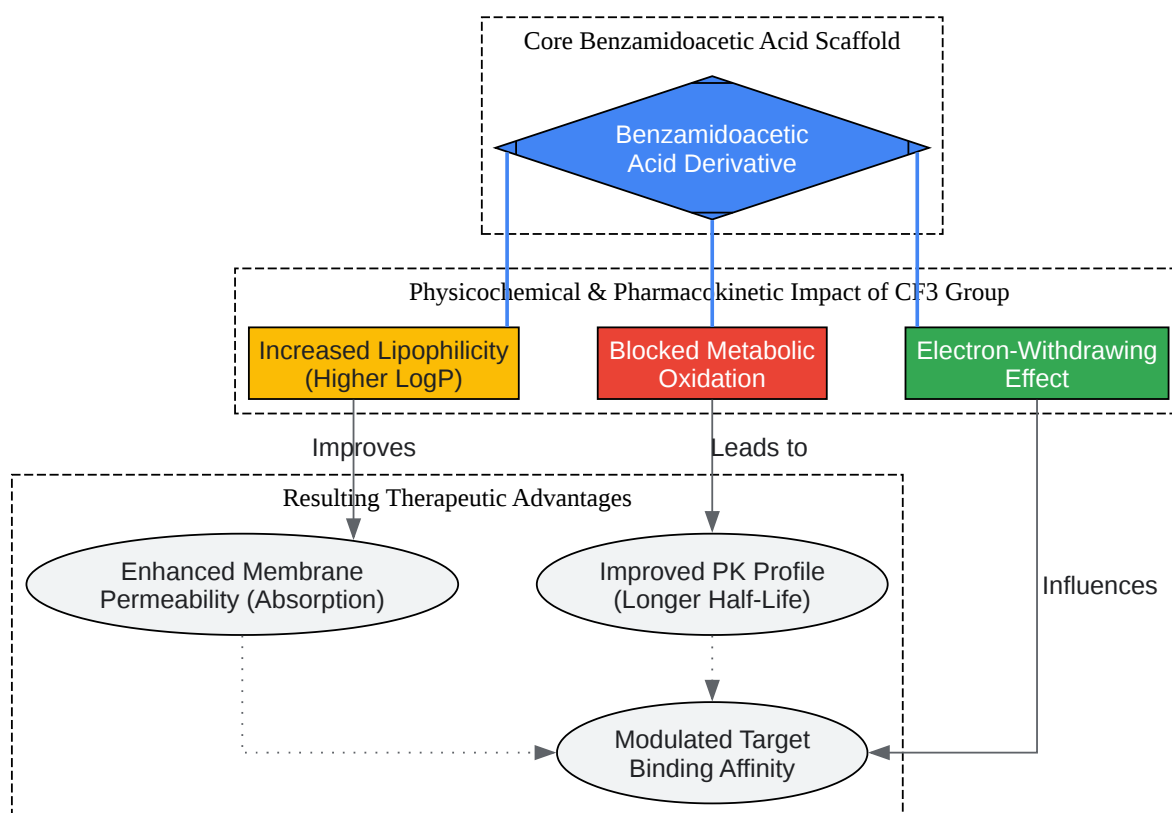 Core Benzamidoacetic Acid Scaffold
Benzamidoacetic
Acid Derivative
Physicochemical & Pharmacokinetic Impact of CF3 Group
Increased Lipophilicity
(Higher LogP)
Blocked Metabolic
Oxidation
Electron-Withdrawing
Effect
Improves
Leads to
Resulting Therapeutic Advantages
Enhanced Membrane
Permeability (Absorption)
Improved PK Profile
(Longer Half-Life)
Influences
Modulated Target
Binding Affinity